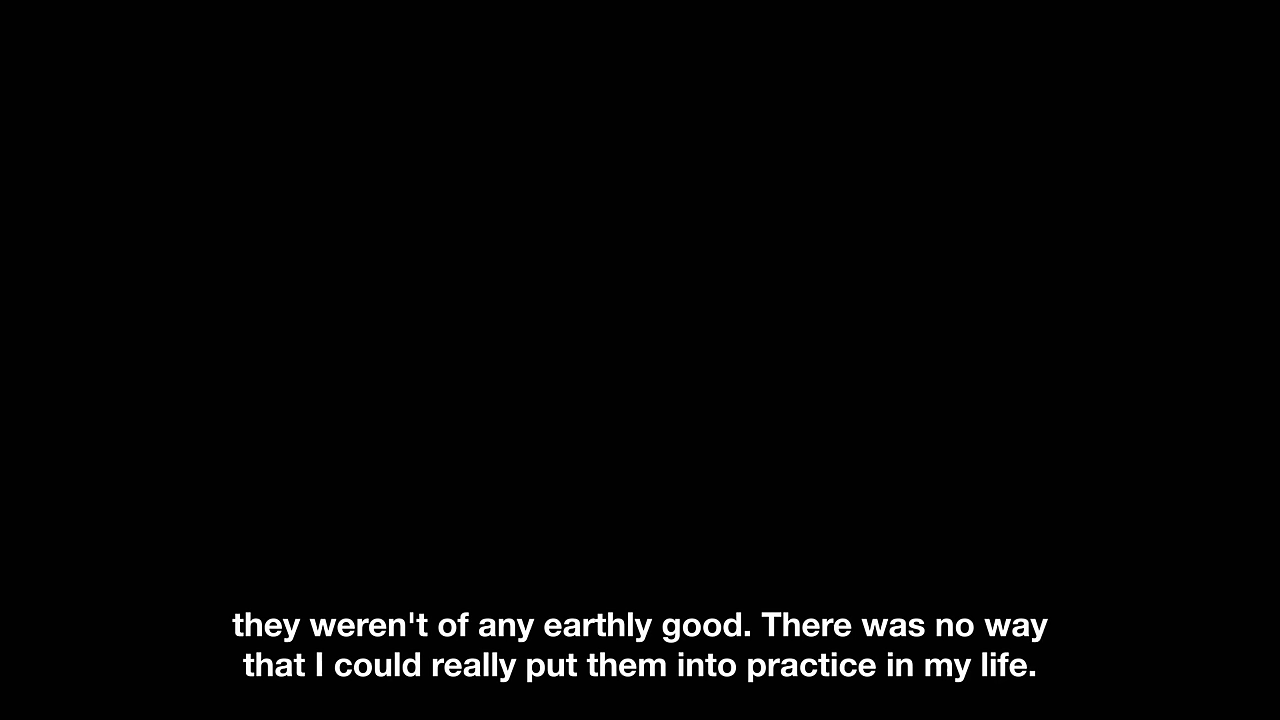 they weren't of any earthly good. There was no way
that I could really put them into practice in my life.